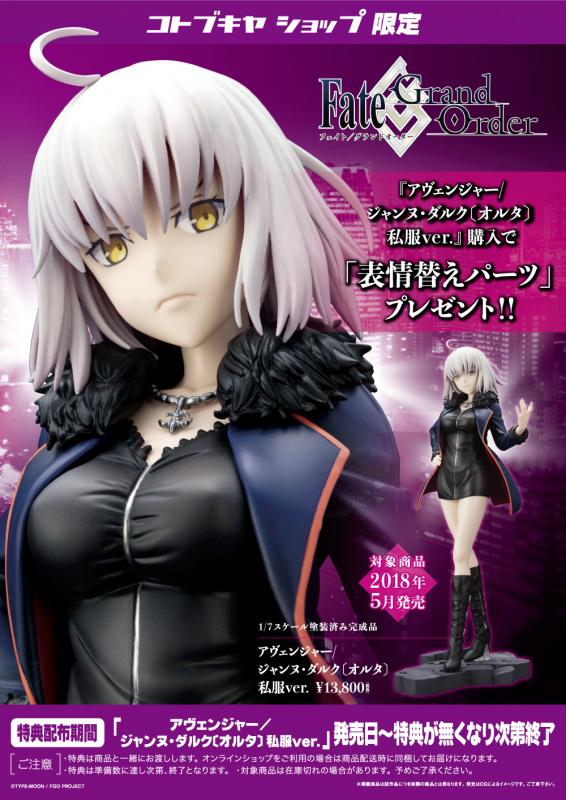 コトブキヤ ショップ 限定
Fate Grand Order
フェイト/グランドオーダー
『アヴェンジャー/
ジャンヌ・ダルク〔オルタ〕
私服ver.』購入で
「表情替えパーツ」
プレゼント!!
対象商品
2018年
5月発売
1/7スケール塗装済み完成品
アヴェンジャー/
ジャンヌ・ダルク〔オルタ〕
私服ver. ¥13,800
特典配布期間 「アヴェンジャー/ジャンヌ・ダルク〔オルタ〕私服ver.」 発売日~特典が無くなり次第終了
[ご注意] ・特典は商品と一緒にお渡しします。オンラインショップをご利用の場合は商品配送時に同梱してお届けになります。
・特典は準備数に達し次第、終了となります。 ・対象商品は在庫切れの場合があります。予めご了承ください。
©TYPE-MOON / FGO PROJECT